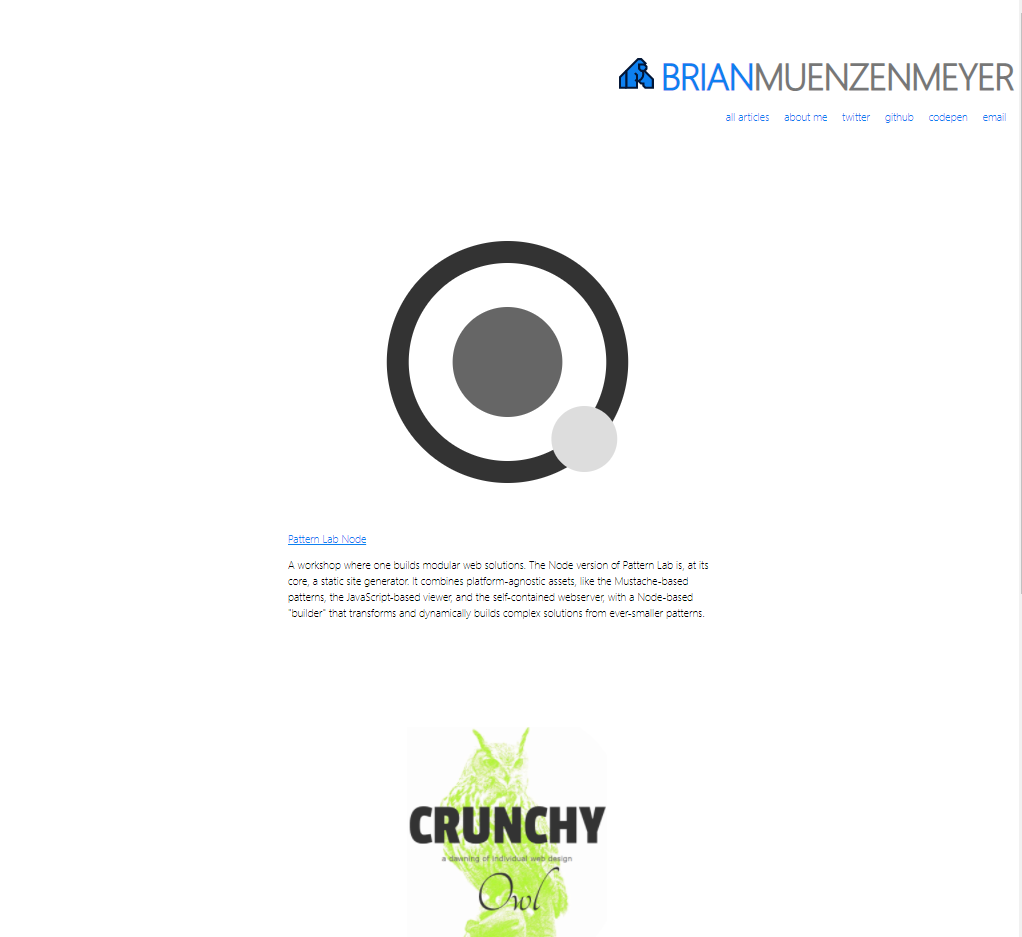 BRIANMUENZENMEYER
all articles about me twitter github codepen email
Pattern Lab Node
A workshop where one builds modular web solutions. The Node version of Pattern Lab is, at its
core, a static site generator. It combines platform-agnostic assets, like the Mustache-based
patterns, the JavaScript-based viewer, and the self-contained webserver, with a Node-based
"builder" that transforms and dynamically builds complex solutions from ever-smaller patterns.
CRUNCHY
a dawning of Individual web design
Owl